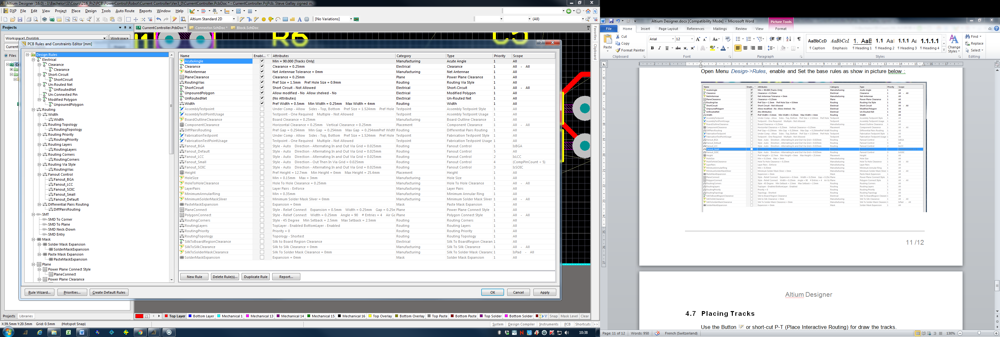 Altium Designer (16.0) - I:\Bachelor\SI\Cours\216_Pr2\PCB\PowerControl\Robot\Current Controller\Ver3_0\CurrentController.PcbDoc * - CurrentController.PrjPcb. Steve Gallay signed in.
DXP File Edit View Project Place Design Tools Auto Route Reports Window Help
Altium Standard 2D [No Variations] (All)
Projects
CurrentController.PcbDoc * Connector.SchDoc * Block.SchDoc
Workspace1.DsnWrk Workspace
Current
Files
Favorites
Clipboard
PCB Rules and Constraints Editor [mm]
Design Rules
Electrical
Clearance
Clearance
Short-Circuit
ShortCircuit
Un-Routed Net
UnRoutedNet
Un-Connected Pin
Modified Polygon
UnpouredPolygon
Routing
Width
Width
Routing Topology
RoutingTopology
Routing Priority
RoutingPriority
Routing Layers
RoutingLayers
Routing Corners
RoutingCorners
Routing Via Style
RoutingVias
Fanout Control
Fanout_BGA
Fanout_LCC
Fanout_SOIC
Fanout_Small
Fanout_Default
Differential Pairs Routing
DiffPairsRouting
SMT
SMD To Corner
SMD To Plane
SMD Neck-Down
SMD Entry
Mask
Solder Mask Expansion
SolderMaskExpansion
Paste Mask Expansion
PasteMaskExpansion
Plane
Power Plane Connect Style
PlaneConnect
Power Plane Clearance
Name Enabl... Attributes Category Type Priority Scope
AcuteAngle Min = 90.000 [Tracks Only] Manufacturing Acute Angle 1 All
Clearance Clearance = 0.25mm Electrical Clearance 1 All - All
NetAntennae Net Antennae Tolerance = 0mm Manufacturing Net Antennae 1 All
PlaneClearance Clearance = 0.25mm Plane Power Plane Clearance 1 All
RoutingVias Pref Size = 1.5mm Pref Hole Size = 0.9mm Routing Routing Via Style 1 All
ShortCircuit Short Circuit - Not Allowed Electrical Short-Circuit 1 All - All
UnpouredPolygon Allow modified - No Allow shelved - No Electrical Modified Polygon 1 All
UnRoutedNet (No Attributes) Electrical Un-Routed Net 1 All
Width Pref Width = 0.5mm Min Width = 0.25mm Max Width = 4mm Routing Width 1 All
AssemblyTestpoint Under Comp - Allow Sides - Top, Bottom Pref Size = 1.524mm Pref Hole Testpoint Assembly Testpoint Style 1 All
AssemblyTestPointUsage Testpoint - One Required Multiple - Not Allowed Testpoint Assembly Testpoint Usage 1 All
BoardOutlineClearance Board Clearance = 0.25mm Manufacturing Board Outline Clearance 1 All
ComponentClearance Horizontal Clearance = 0.25mm Vertical Clearance = 0.25mm Placement Component Clearance 1 All - All
DiffPairsRouting Pref Gap = 0.254mm Min Gap = 0.254mm Max Gap = 0.254mmPref Width Routing Differential Pairs Routing 1 All
FabricationTestpoint Under Comp - Allow Sides - Top, Bottom Pref Size = 1.524mm Pref Hole Testpoint Fabrication Testpoint Style 1 All
FabricationTestPointUsage Testpoint - One Required Multiple - Not Allowed Testpoint Fabrication Testpoint Usage 1 All
Fanout_BGA Style - Auto Direction - Alternating In and Out Via Grid = 0.025mm Routing Fanout Control 1 IsBGA
Fanout_Default Style - Auto Direction - Alternating In and Out Via Grid = 0.025mm Routing Fanout Control 5 All
Fanout_LCC Style - Auto Direction - Alternating In and Out Via Grid = 0.025mm Routing Fanout Control 2 IsLCC
Fanout_Small Style - Auto Direction - Out Then In Via Grid = 0.025mm Routing Fanout Control 4 (CompPinCount < 5)
Fanout_SOIC Style - Auto Direction - Alternating In and Out Via Grid = 0.025mm Routing Fanout Control 3 IsSOIC
Height Pref Height = 12.7mm Min Height = 0mm Max Height = 25.4mm Placement Height 1 All
HoleSize Min = 0.15mm Max = 3mm Manufacturing Hole Size 1 All
HoleToHoleClearance Hole To Hole Clearance = 0.25mm Manufacturing Hole To Hole Clearance 1 All - All
LayerPairs Layer Pairs - Enforce Manufacturing Layer Pairs 1 All
MinimumAnnularRing Min = 0.35mm Manufacturing Minimum Annular Ring 1 All
MinimumSolderMaskSliver Minimum Solder Mask Sliver = 0mm Manufacturing Minimum Solder Mask Sliver 1 All - All
PasteMaskExpansion Expansion = 0mm Mask Paste Mask Expansion 1 All
PlaneConnect Style - Relief Connect Expansion = 0.5mm Width = 0.25mm Gap = 0.25m Plane Power Plane Connect Style 1 All
PolygonConnect Style - Relief Connect Width = 0.25mm Angle = 90 # Entries = 4 Air Ga Plane Polygon Connect Style 1 All - All
RoutingCorners Style - 45 Degree Min Setback = 2.5mm Max Setback = 2.5mm Routing Routing Corners 1 All
RoutingLayers TopLayer - Enabled BottomLayer - Enabled Routing Routing Layers 1 All
RoutingPriority Priority = 0 Routing Routing Priority 1 All
RoutingTopology Topology - Shortest Routing Routing Topology 1 All
SilkToBoardRegionClearance Silk to Board Region Clearance Electrical Silk To BoardRegion Clearan 1 All
SilkToSilkClearance Silk to Silk Clearance = 0mm Manufacturing Silk To Silk Clearance 1 All - All
SilkToSolderMaskClearance Silk To Solder Mask Clearance = 0mm Manufacturing Silk To Solder Mask Clearanc 1 IsPad - All
SolderMaskExpansion Expansion = 0mm Mask Solder Mask Expansion 1 All
New Rule Delete Rule(s)... Duplicate Rule Report...
Rule Wizard... Priorities... Create Default Rules OK Cancel Apply
Projects Libraries
LS Top Layer Bottom Layer Mechanical 1 Mechanical 13 Mechanical 14 Mechanical 15 Mechanical 16 Top Overlay Bottom Overlay Top Paste Bottom Paste Top Solder Bottom Solder Snap Mask Level Clear
X:39.5mm Y:20.5mm Grid: 0.5mm (Hotspot Snap)
System Design Compiler Instruments PCB Shortcuts >>
10:38
Altium Designer.docx [Compatibility Mode] - Microsoft Word Picture Tools
File Home Insert Page Layout References Mailings Review View Format
Paste Cut Copy Format Painter
Arial 12
AaBbCcD AaBbCcL 1. AaB 1.1 AaI 1.1.1 Aa 1.1.1.1
¶ Caption Emphasis ¶ Heading 1 ¶ Heading 2 ¶ Heading 3 ¶ Heading 4
Change Styles
Find Replace Select
Clipboard Font Paragraph Styles Editing
Open Menu Design->Rules, enable and Set the base rules as show in picture below :
11 /12
Altium Designer
4.7 Placing Tracks
Use the Button or short-cut P-T (Place Interactive Routing) for draw the tracks.
Page: 11 of 12 Words: 950 French (Switzerland) 130%